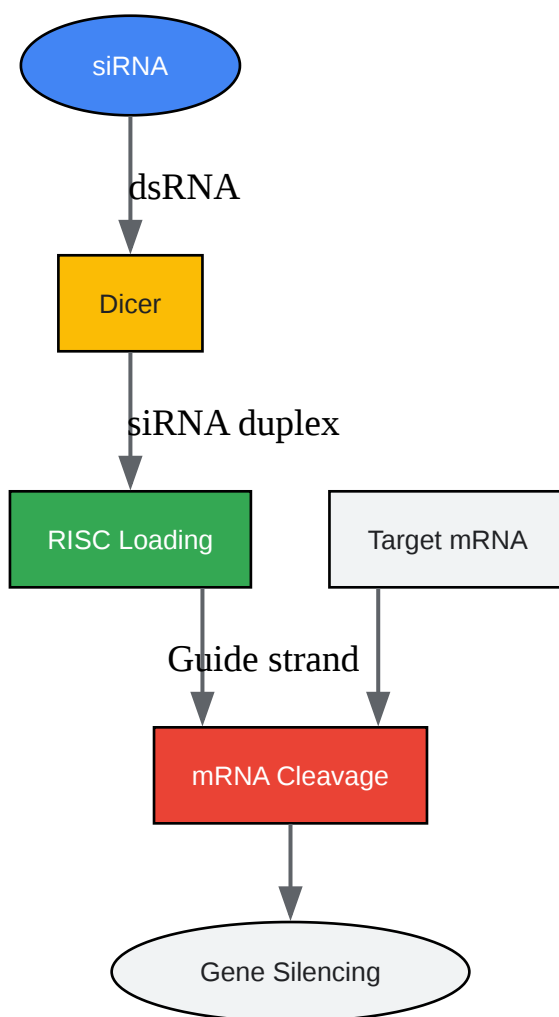 siRNA
dsRNA
Dicer
siRNA duplex
RISC Loading
Target mRNA
Guide strand
mRNA Cleavage
Gene Silencing